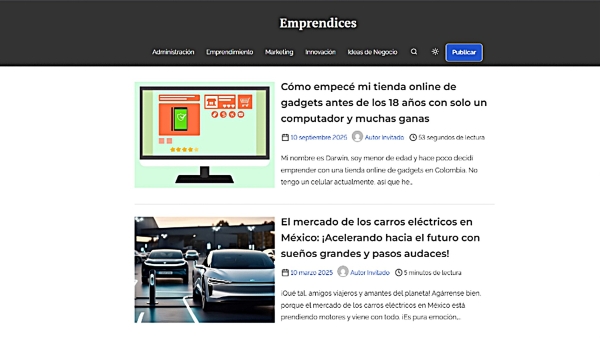 Emprendices
Administración Emprendimiento Marketing Innovación Ideas de Negocio Publicar
Cómo empecé mi tienda online de
gadgets antes de los 18 años con solo un
computador y muchas ganas
10 septiembre 2025 Autor Invitado 53 segundos de lectura
Mi nombre es Darwin, soy menor de edad y hace poco decidí
emprender con una tienda online de gadgets en Colombia. No
tengo un celular actualmente, así que he...
El mercado de los carros eléctricos en
México: ¡Acelerando hacia el futuro con
sueños grandes y pasos audaces!
10 marzo 2025 Autor Invitado 5 minutos de lectura
¡Qué tal, amigos viajeros y amantes del planeta! Agárrense bien,
porque el mercado de los carros eléctricos en México está
prendiendo motores y viene con todo. ¡Es pura emoción,...